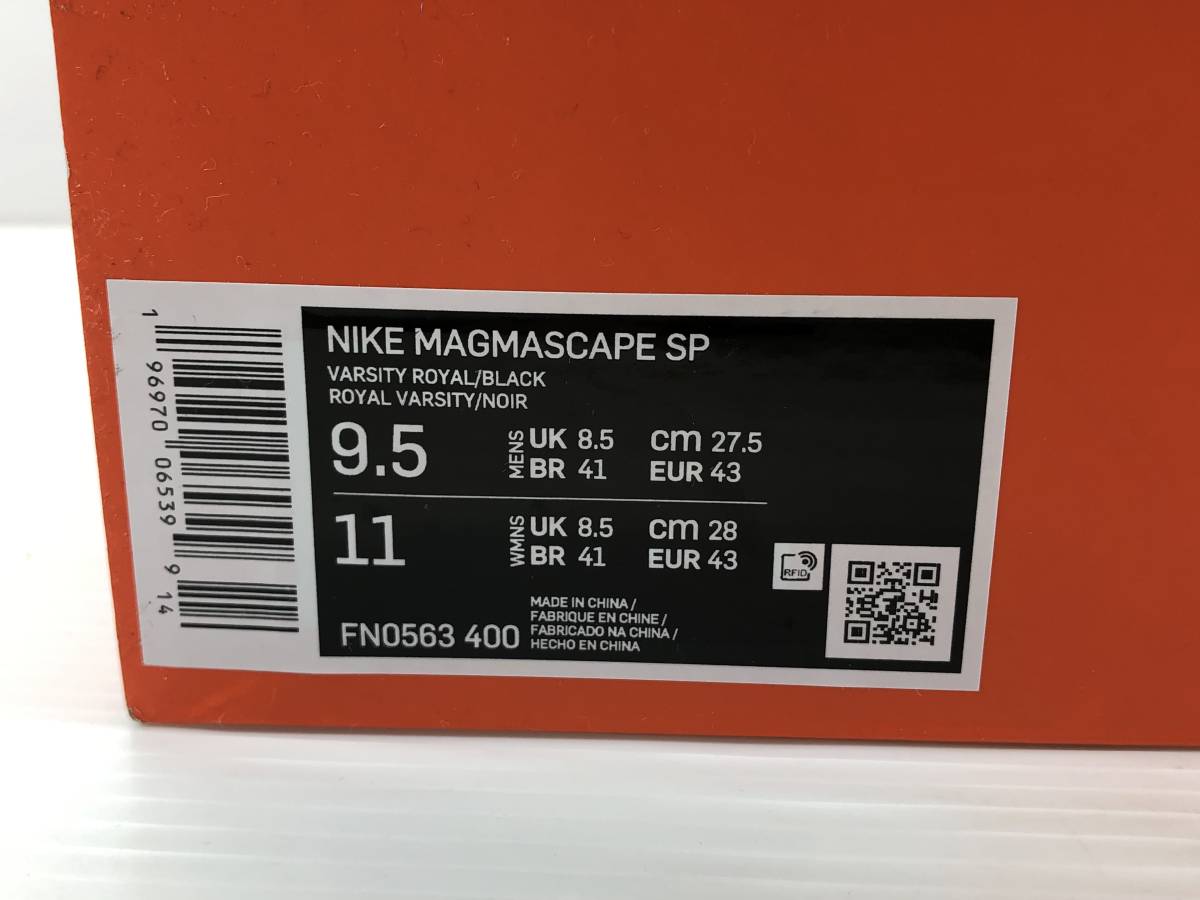 1 96970 06539 9 14
NIKE MAGMASCAPE SP
VARSITY ROYAL/BLACK
ROYAL VARSITY/NOIR
9.5 MENS UK 8.5 cm 27.5
BR 41 EUR 43
11 WMNS UK 8.5 cm 28
BR 41 EUR 43
RFID
FN0563 400
MADE IN CHINA /
FABRIQUE EN CHINE /
FABRICADO NA CHINA /
HECHO EN CHINA